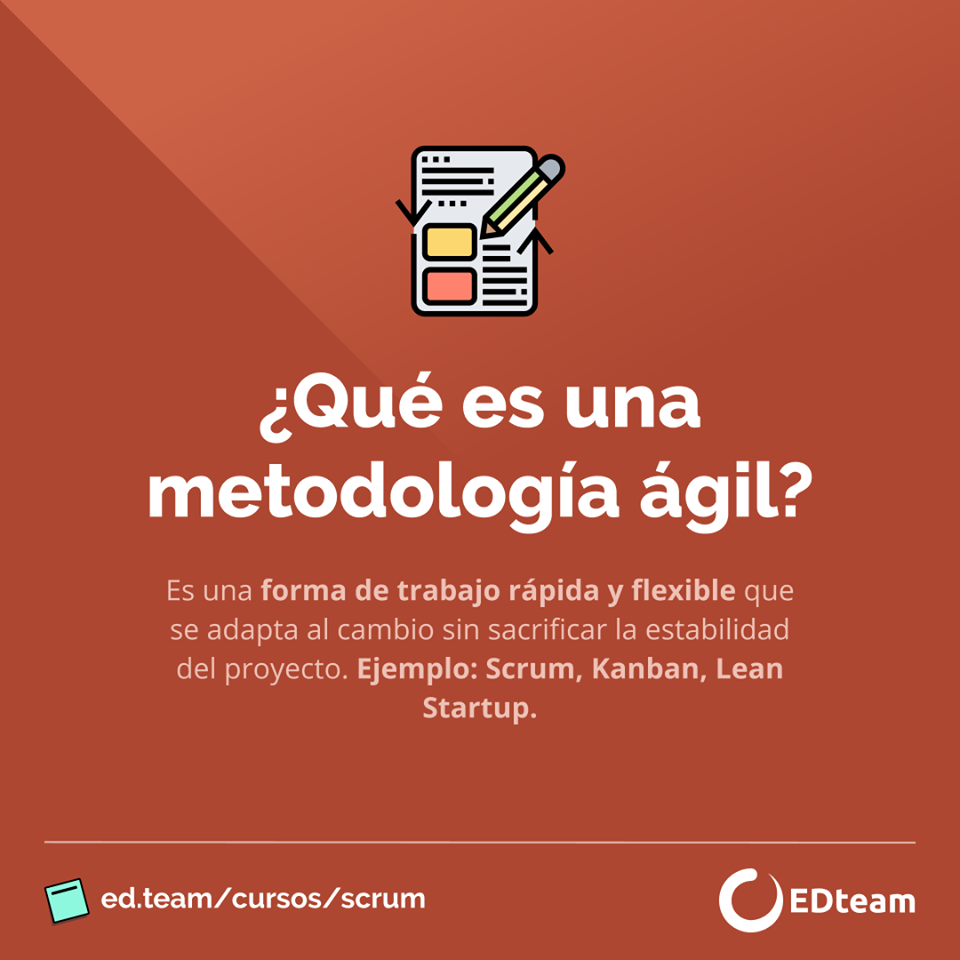 ¿Qué es una
metodología ágil?
Es una forma de trabajo rápida y flexible que
se adapta al cambio sin sacrificar la estabilidad
del proyecto. Ejemplo: Scrum, Kanban, Lean
Startup.
ed.team/cursos/scrum
EDteam